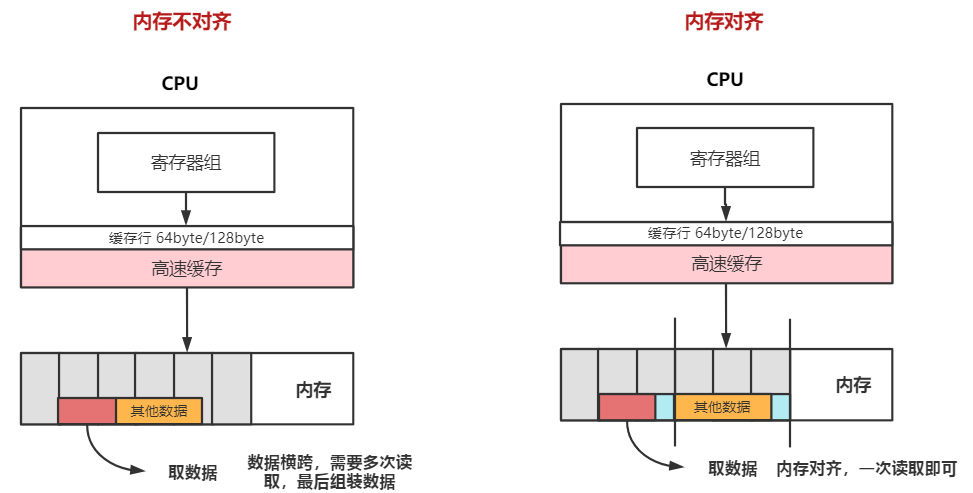 内存不对齐
CPU
寄存器组
缓存行 64byte/128byte
高速缓存
内存
其他数据
取数据
数据横跨，需要多次读
取，最后组装数据
内存对齐
CPU
寄存器组
缓存行 64byte/128byte
高速缓存
内存
其他数据
取数据
内存对齐，一次读取即可